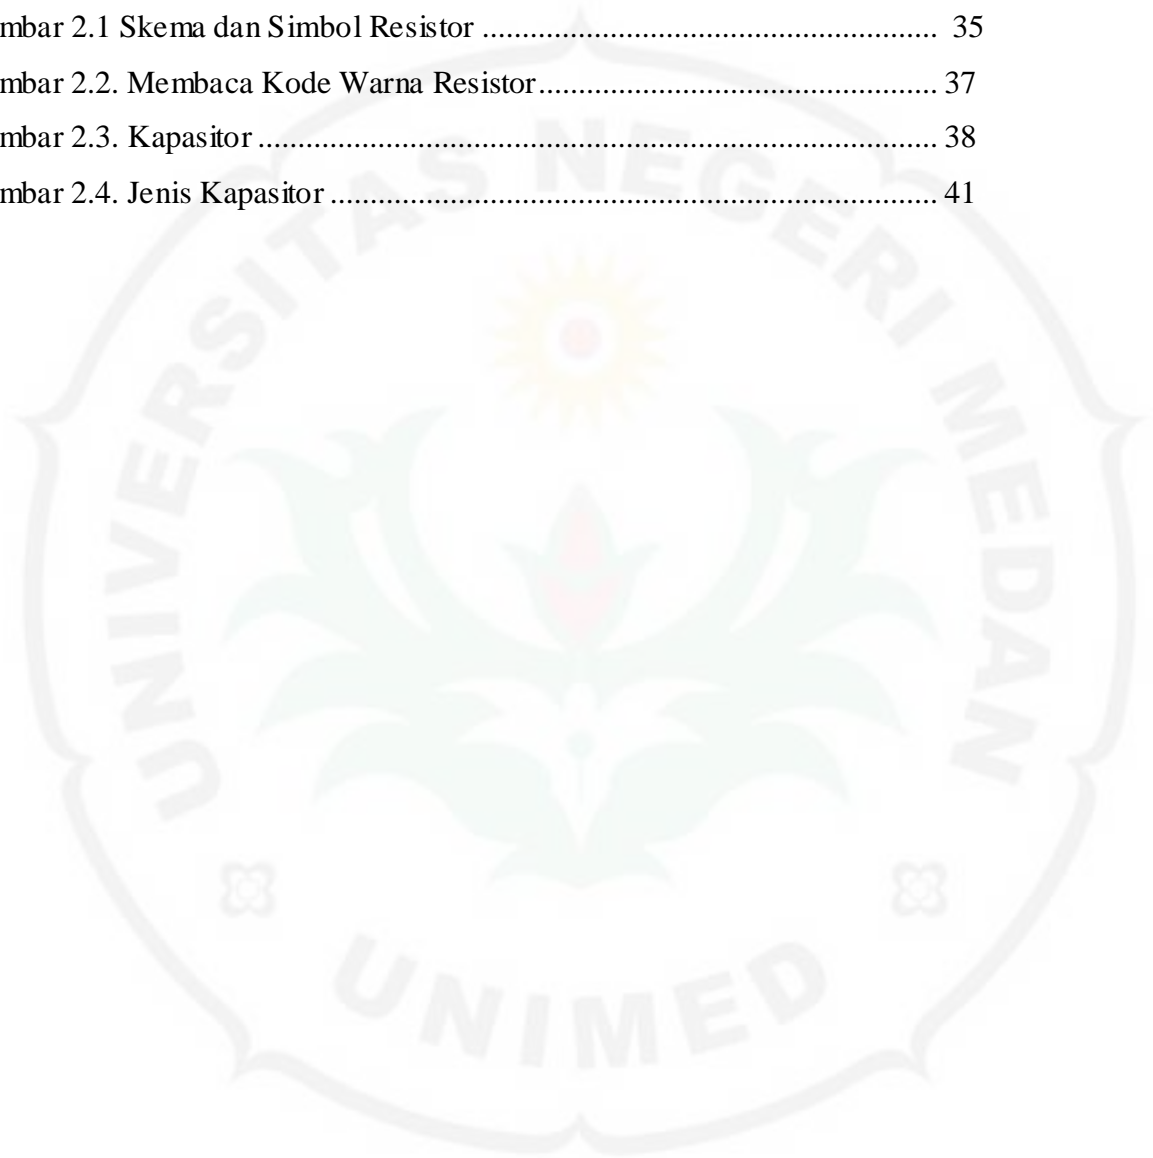 mbar 2.1 Skema dan Simbol Resistor ......................................................... 35
mbar 2.2. Membaca Kode Warna Resistor.................................................. 37
mbar 2.3. Kapasitor ..................................................................................... 38
mbar 2.4. Jenis Kapasitor ............................................................................ 41
UNIVERSITAS NEGERI MEDAN
UNIMED